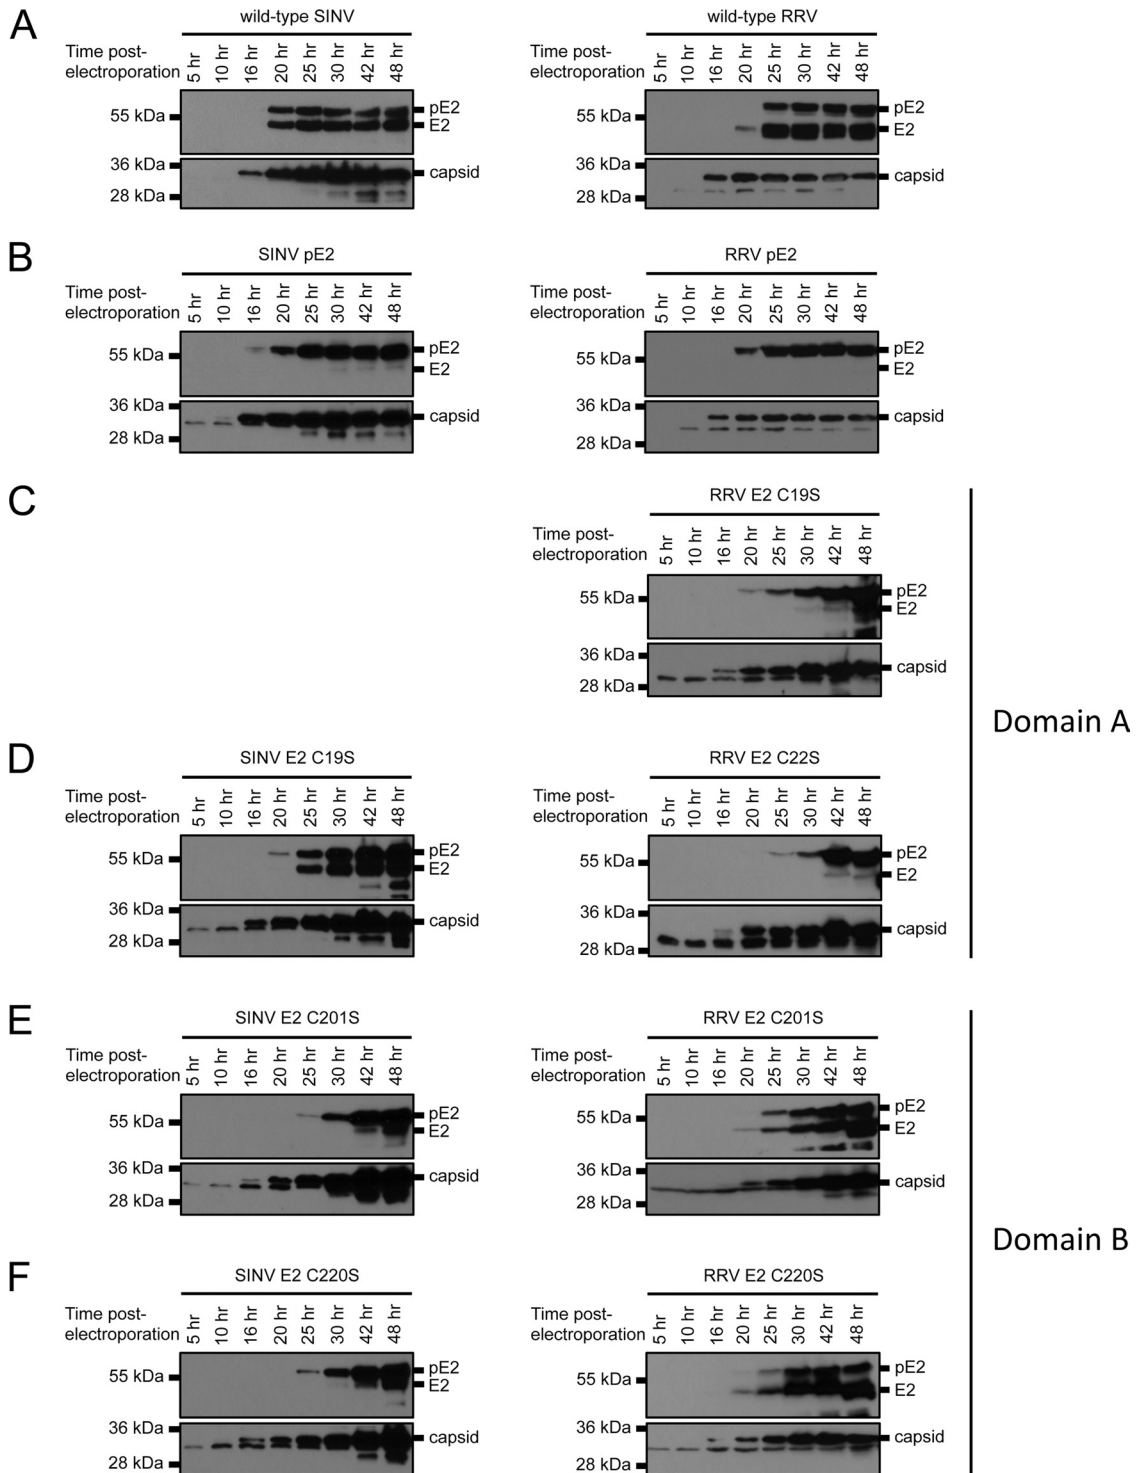 A
wild-type SINV
wild-type RRV
Time post-
electroporation
5 hr
10 hr
16 hr
20 hr
25 hr
30 hr
42 hr
48 hr
Time post-
electroporation
5 hr
10 hr
16 hr
20 hr
25 hr
30 hr
42 hr
48 hr
55 kDa
pE2
E2
36 kDa
capsid
28 kDa
55 kDa
pE2
E2
36 kDa
capsid
28 kDa
B
SINV pE2
RRV pE2
Time post-
electroporation
5 hr
10 hr
16 hr
20 hr
25 hr
30 hr
42 hr
48 hr
Time post-
electroporation
5 hr
10 hr
16 hr
20 hr
25 hr
30 hr
42 hr
48 hr
55 kDa
pE2
E2
36 kDa
capsid
28 kDa
55 kDa
pE2
E2
36 kDa
capsid
28 kDa
C
RRV E2 C19S
Time post-
electroporation
5 hr
10 hr
16 hr
20 hr
25 hr
30 hr
42 hr
48 hr
55 kDa
pE2
E2
36 kDa
capsid
28 kDa
Domain A
D
SINV E2 C19S
RRV E2 C22S
Time post-
electroporation
5 hr
10 hr
16 hr
20 hr
25 hr
30 hr
42 hr
48 hr
Time post-
electroporation
5 hr
10 hr
16 hr
20 hr
25 hr
30 hr
42 hr
48 hr
55 kDa
pE2
E2
36 kDa
capsid
28 kDa
55 kDa
pE2
E2
36 kDa
capsid
28 kDa
E
SINV E2 C201S
RRV E2 C201S
Time post-
electroporation
5 hr
10 hr
16 hr
20 hr
25 hr
30 hr
42 hr
48 hr
Time post-
electroporation
5 hr
10 hr
16 hr
20 hr
25 hr
30 hr
42 hr
48 hr
55 kDa
pE2
E2
36 kDa
capsid
28 kDa
55 kDa
pE2
E2
36 kDa
capsid
28 kDa
Domain B
F
SINV E2 C220S
RRV E2 C220S
Time post-
electroporation
5 hr
10 hr
16 hr
20 hr
25 hr
30 hr
42 hr
48 hr
Time post-
electroporation
5 hr
10 hr
16 hr
20 hr
25 hr
30 hr
42 hr
48 hr
55 kDa
pE2
E2
36 kDa
capsid
28 kDa
55 kDa
pE2
E2
36 kDa
capsid
28 kDa